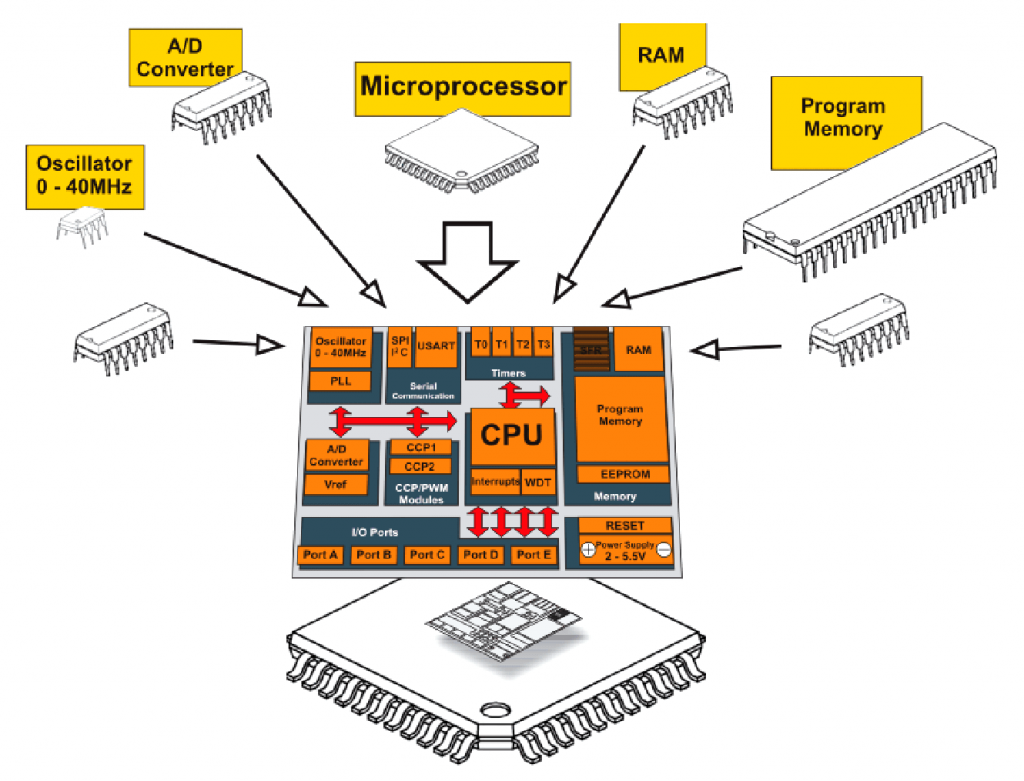 A/D
Converter
Microprocessor
RAM
Program
Memory
Oscillator
0 - 40MHz
Oscillator
0 - 40MHz
PLL
SPI
I²C
USART
Serial
Communication
T0 T1 T2 T3
Timers
SFR
RAM
Program
Memory
EEPROM
Memory
CPU
Interrupts WDT
A/D
Converter
Vref
CCP1
CCP2
CCP/PWM
Modules
I/O Ports
Port A Port B Port C Port D Port E
RESET
+ Power Supply −
2 - 5.5V